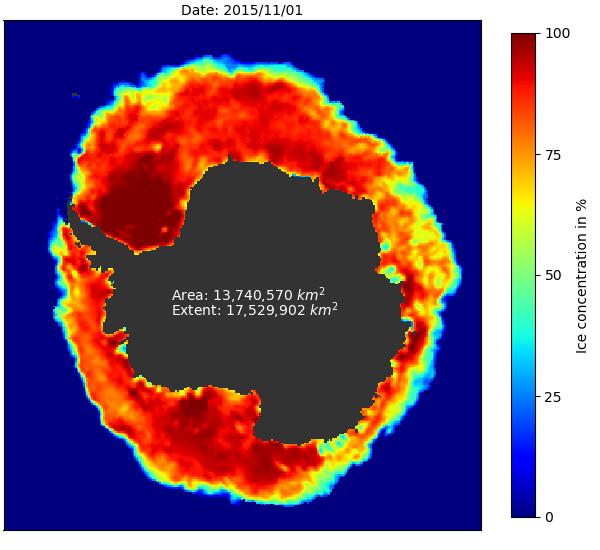 Date: 2015/11/01
100
75
50
25
0
Ice concentration in %
Area: 13,740,570 km²
Extent: 17,529,902 km²